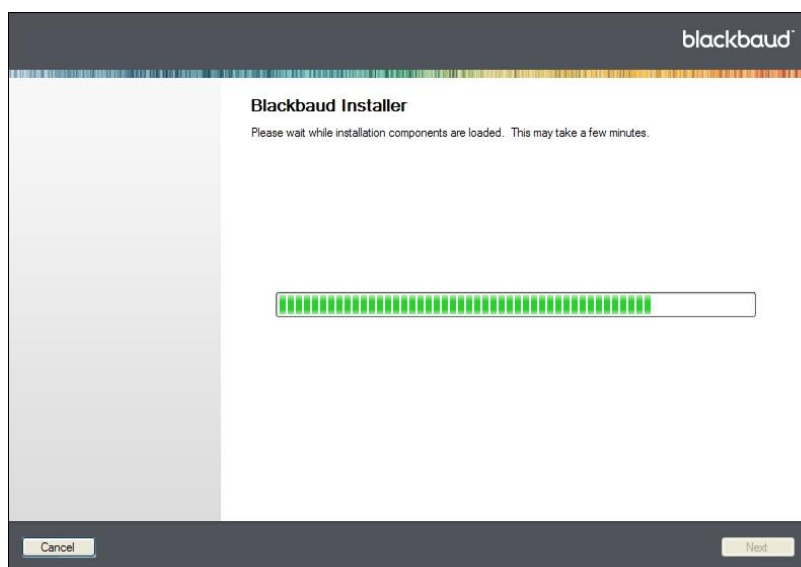 blackbaud
Blackbaud Installer
Please wait while installation components are loaded. This may take a few minutes.
Cancel
Next